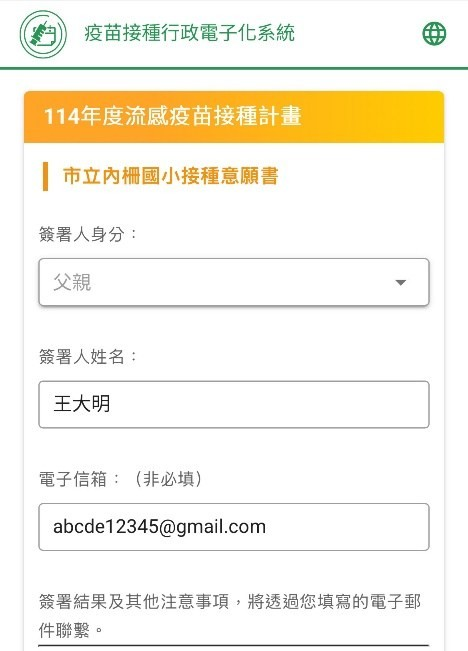 疫苗接種行政電子化系統
114年度流感疫苗接種計畫
市立內柵國小接種意願書
簽署人身分：
父親
簽署人姓名：
王大明
電子信箱：（非必填）
abcde12345@gmail.com
簽署結果及其他注意事項，將透過您填寫的電子郵
件聯繫。